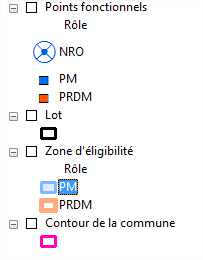 Points fonctionnels
Rôle
NRO
PM
PRDM
Lot
Zone d'éligibilité
Rôle
PM
PRDM
Contour de la commune